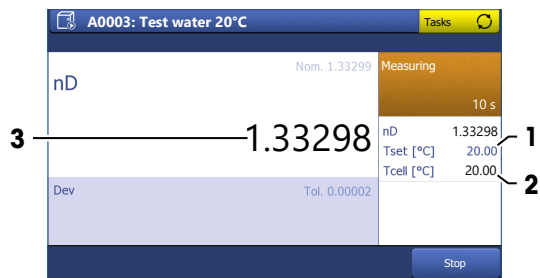 A0003: Test water 20°C
Tasks
nD
Nom. 1.33299
1.33298
Dev
Tol. 0.00002
Measuring
10 s
nD 1.33298
Tset [°C] 20.00
Tcell [°C] 20.00
Stop
3
1
2